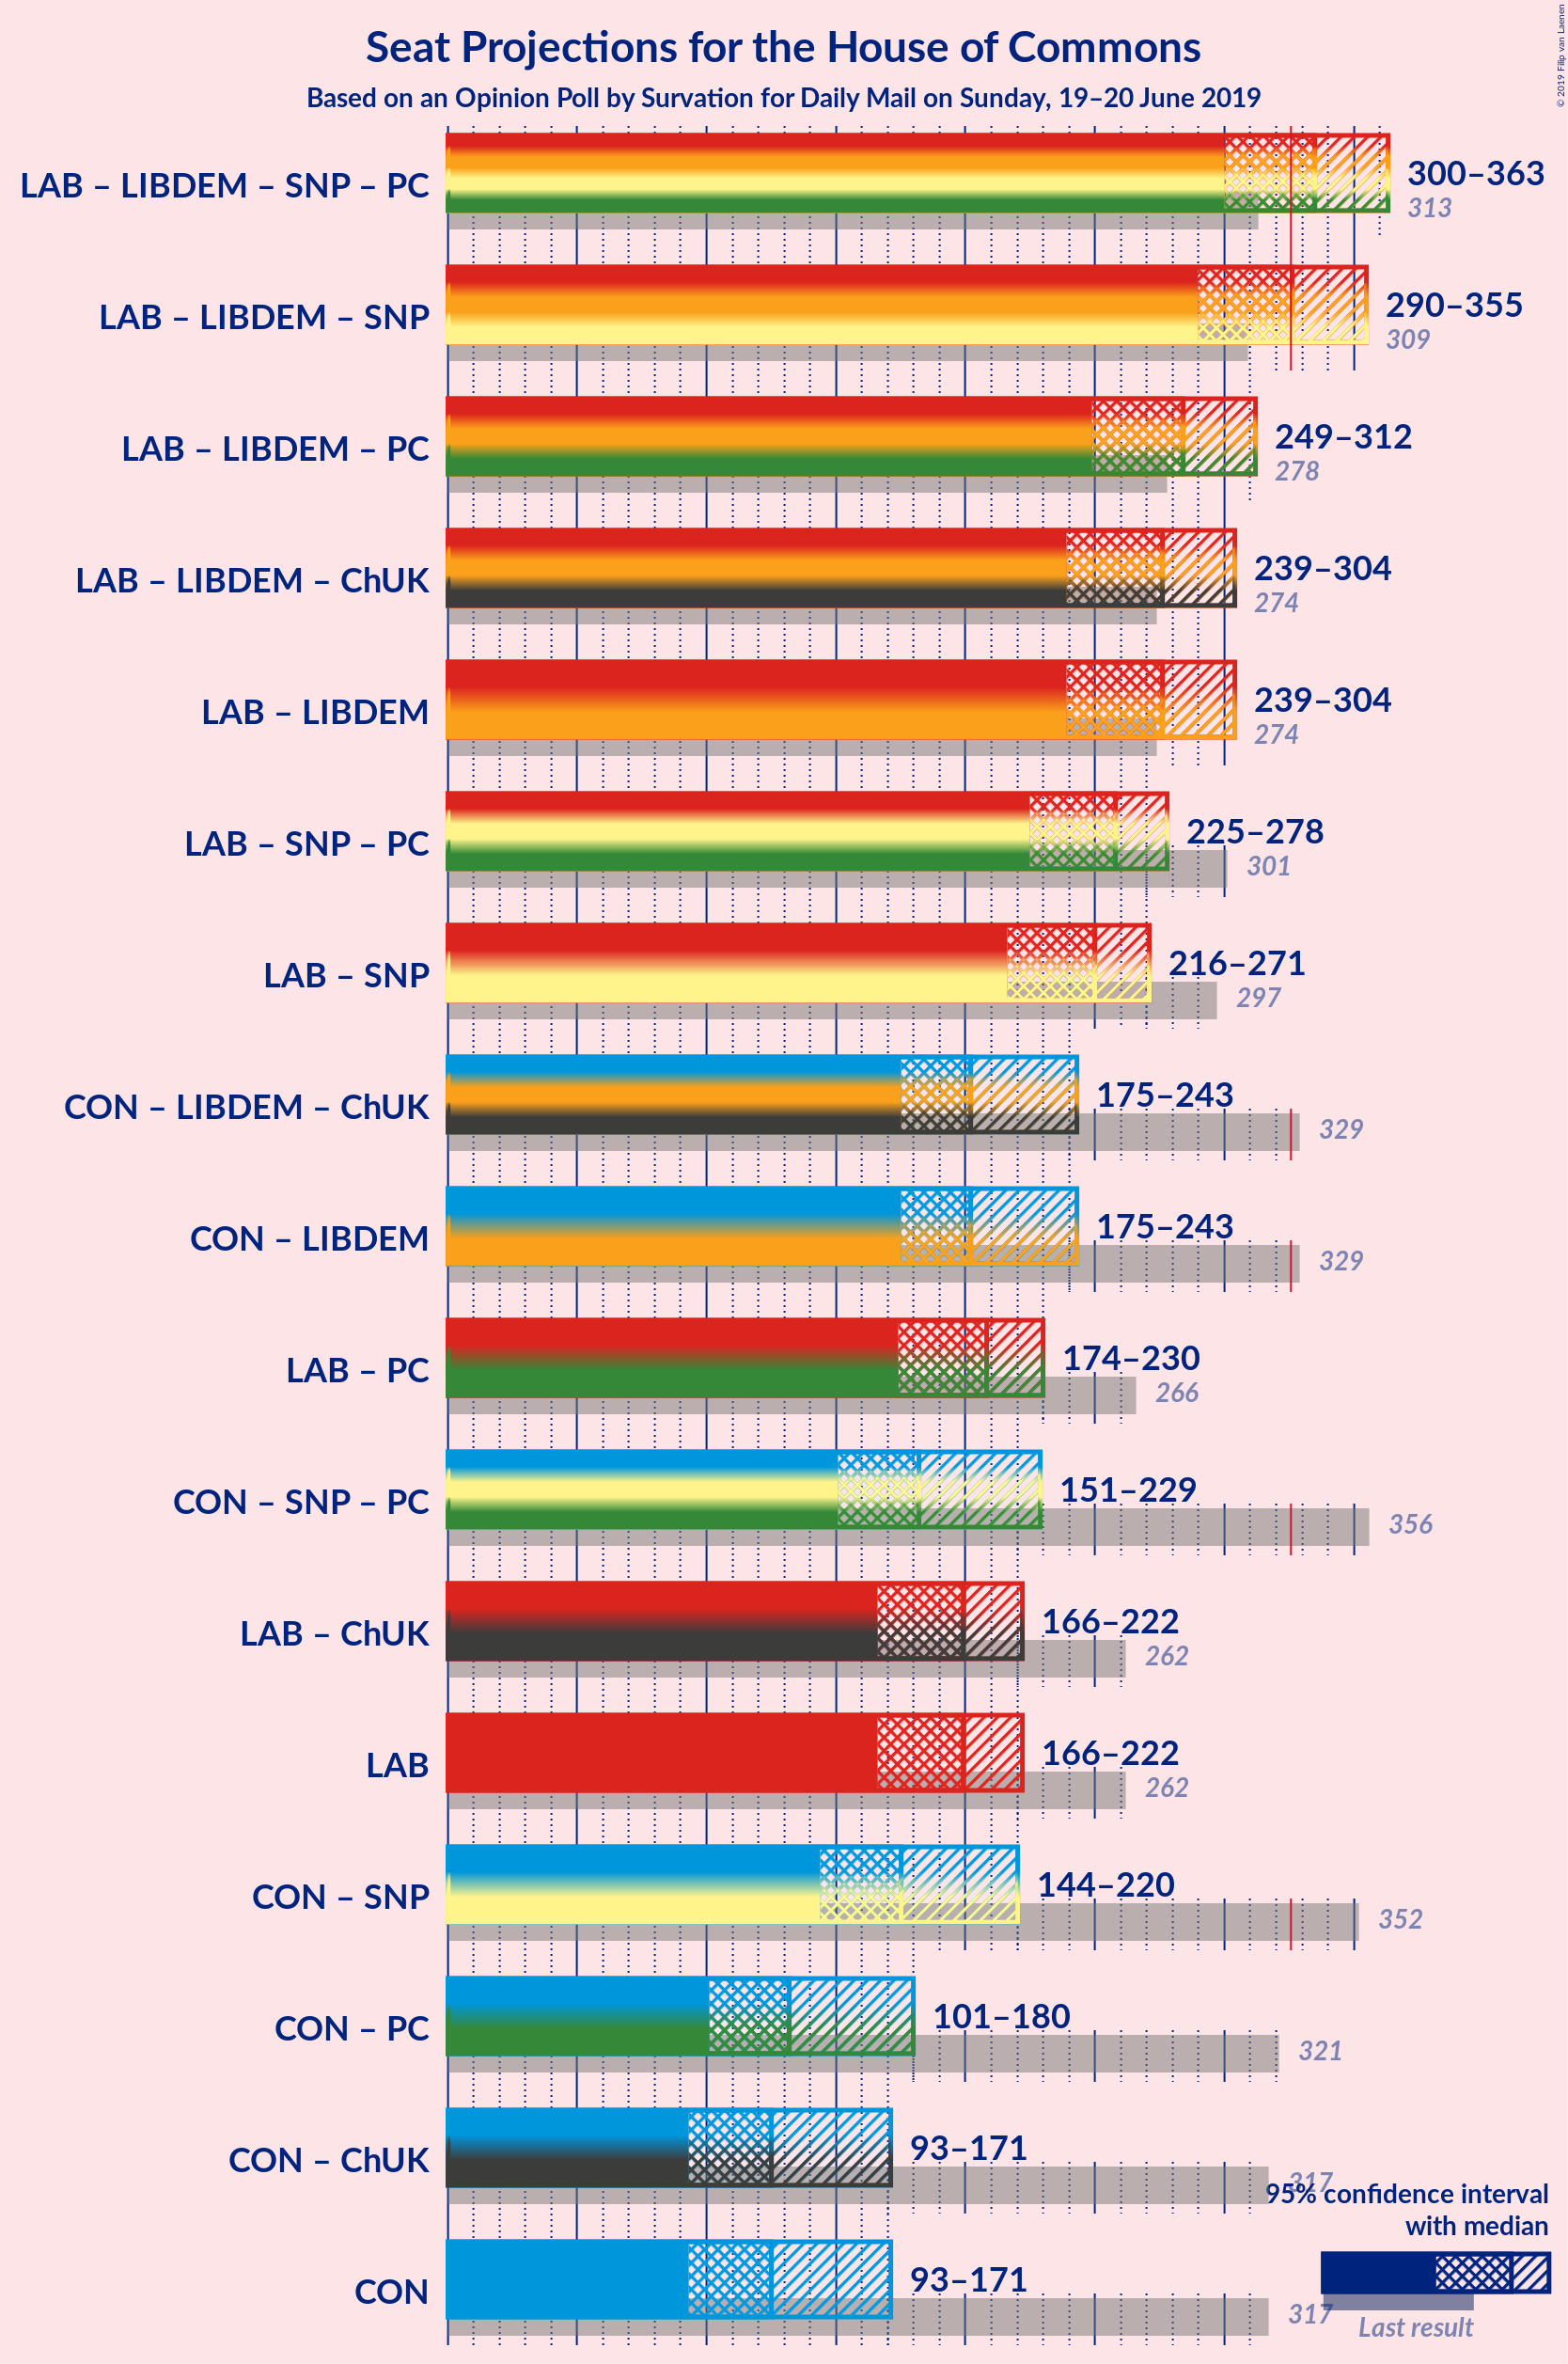 Seat Projections for the House of Commons
Based on an Opinion Poll by Survation for Daily Mail on Sunday, 19–20 June 2019
© 2019 Filip van Laenen
LAB – LIBDEM – SNP – PC
300–363
313
LAB – LIBDEM – SNP
290–355
309
LAB – LIBDEM – PC
249–312
278
LAB – LIBDEM – ChUK
239–304
274
LAB – LIBDEM
239–304
274
LAB – SNP – PC
225–278
301
LAB – SNP
216–271
297
CON – LIBDEM – ChUK
175–243
329
CON – LIBDEM
175–243
329
LAB – PC
174–230
266
CON – SNP – PC
151–229
356
LAB – ChUK
166–222
262
LAB
166–222
262
CON – SNP
144–220
352
CON – PC
101–180
321
CON – ChUK
93–171
317
CON
93–171
317
95% confidence interval
with median
Last result